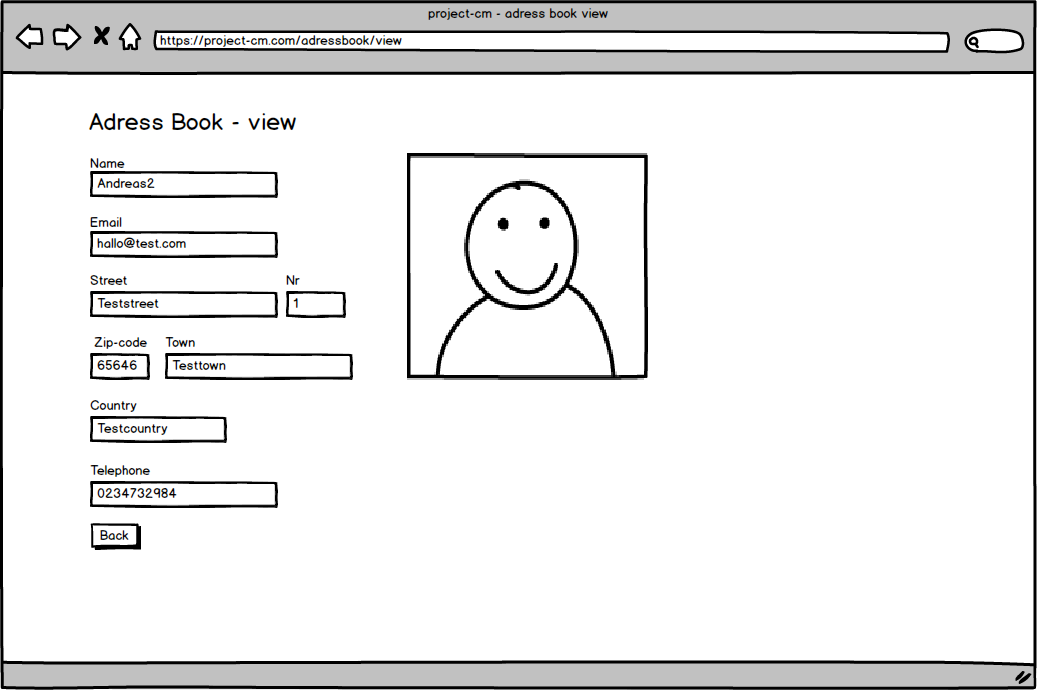 project-cm - adress book view
https://project-cm.com/adressbook/view
Adress Book - view
Name
Andreas2
Email
hallo@test.com
Street Nr
Teststreet 1
Zip-code Town
65646 Testtown
Country
Testcountry
Telephone
0234732984
Back